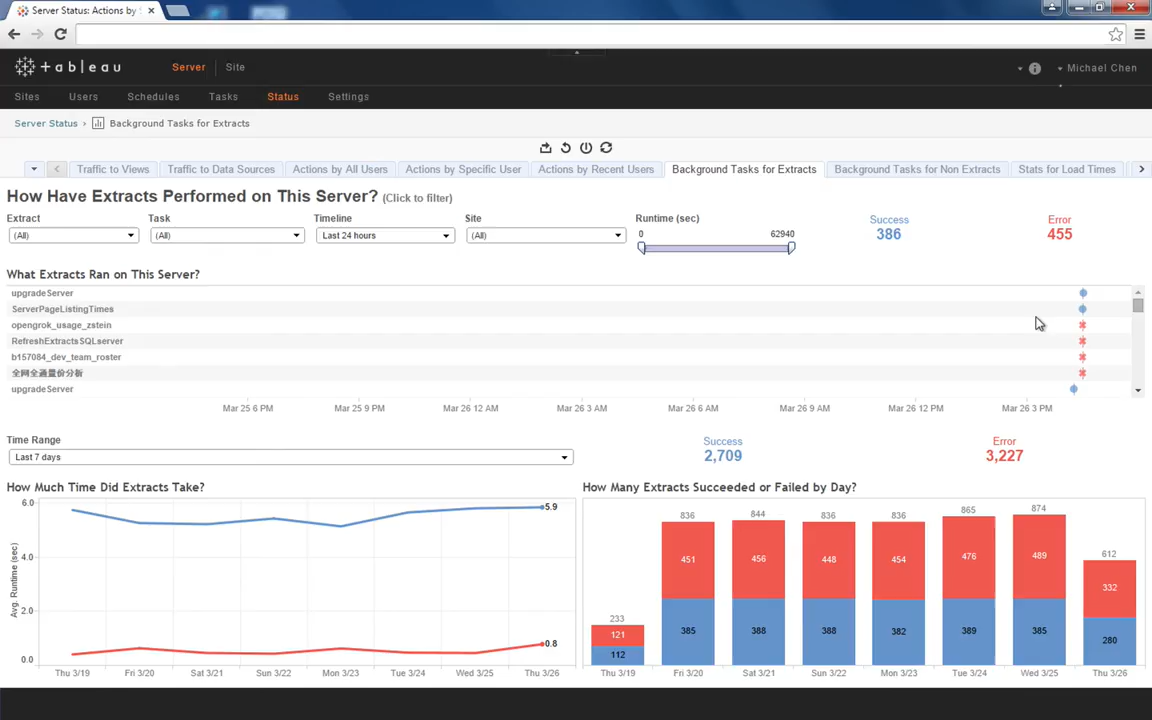 Server Status: Actions by
+ableau
Server Site
Michael Chen
Sites Users Schedules Tasks Status Settings
Server Status › Background Tasks for Extracts
Traffic to Views Traffic to Data Sources Actions by All Users Actions by Specific User Actions by Recent Users Background Tasks for Extracts Background Tasks for Non Extracts Stats for Load Times
How Have Extracts Performed on This Server? (Click to filter)
Extract Task Timeline Site Runtime (sec) Success Error
(All) (All) Last 24 hours (All) 0 62940 386 455
What Extracts Ran on This Server?
upgradeServer
ServerPageListingTimes
opengrok_usage_zstein
RefreshExtractsSQLserver
b157084_dev_team_roster
全网全通量价分析
upgradeServer
Mar 25 6 PM Mar 25 9 PM Mar 26 12 AM Mar 26 3 AM Mar 26 6 AM Mar 26 9 AM Mar 26 12 PM Mar 26 3 PM
Time Range Success Error
Last 7 days 2,709 3,227
How Much Time Did Extracts Take?
6.0
4.0
2.0
0.0
Avg. Runtime (sec)
5.9
0.8
Thu 3/19 Fri 3/20 Sat 3/21 Sun 3/22 Mon 3/23 Tue 3/24 Wed 3/25 Thu 3/26
How Many Extracts Succeeded or Failed by Day?
233 836 844 836 836 865 874 612
121 451 456 448 454 476 489 332
112 385 388 388 382 389 385 280
Thu 3/19 Fri 3/20 Sat 3/21 Sun 3/22 Mon 3/23 Tue 3/24 Wed 3/25 Thu 3/26